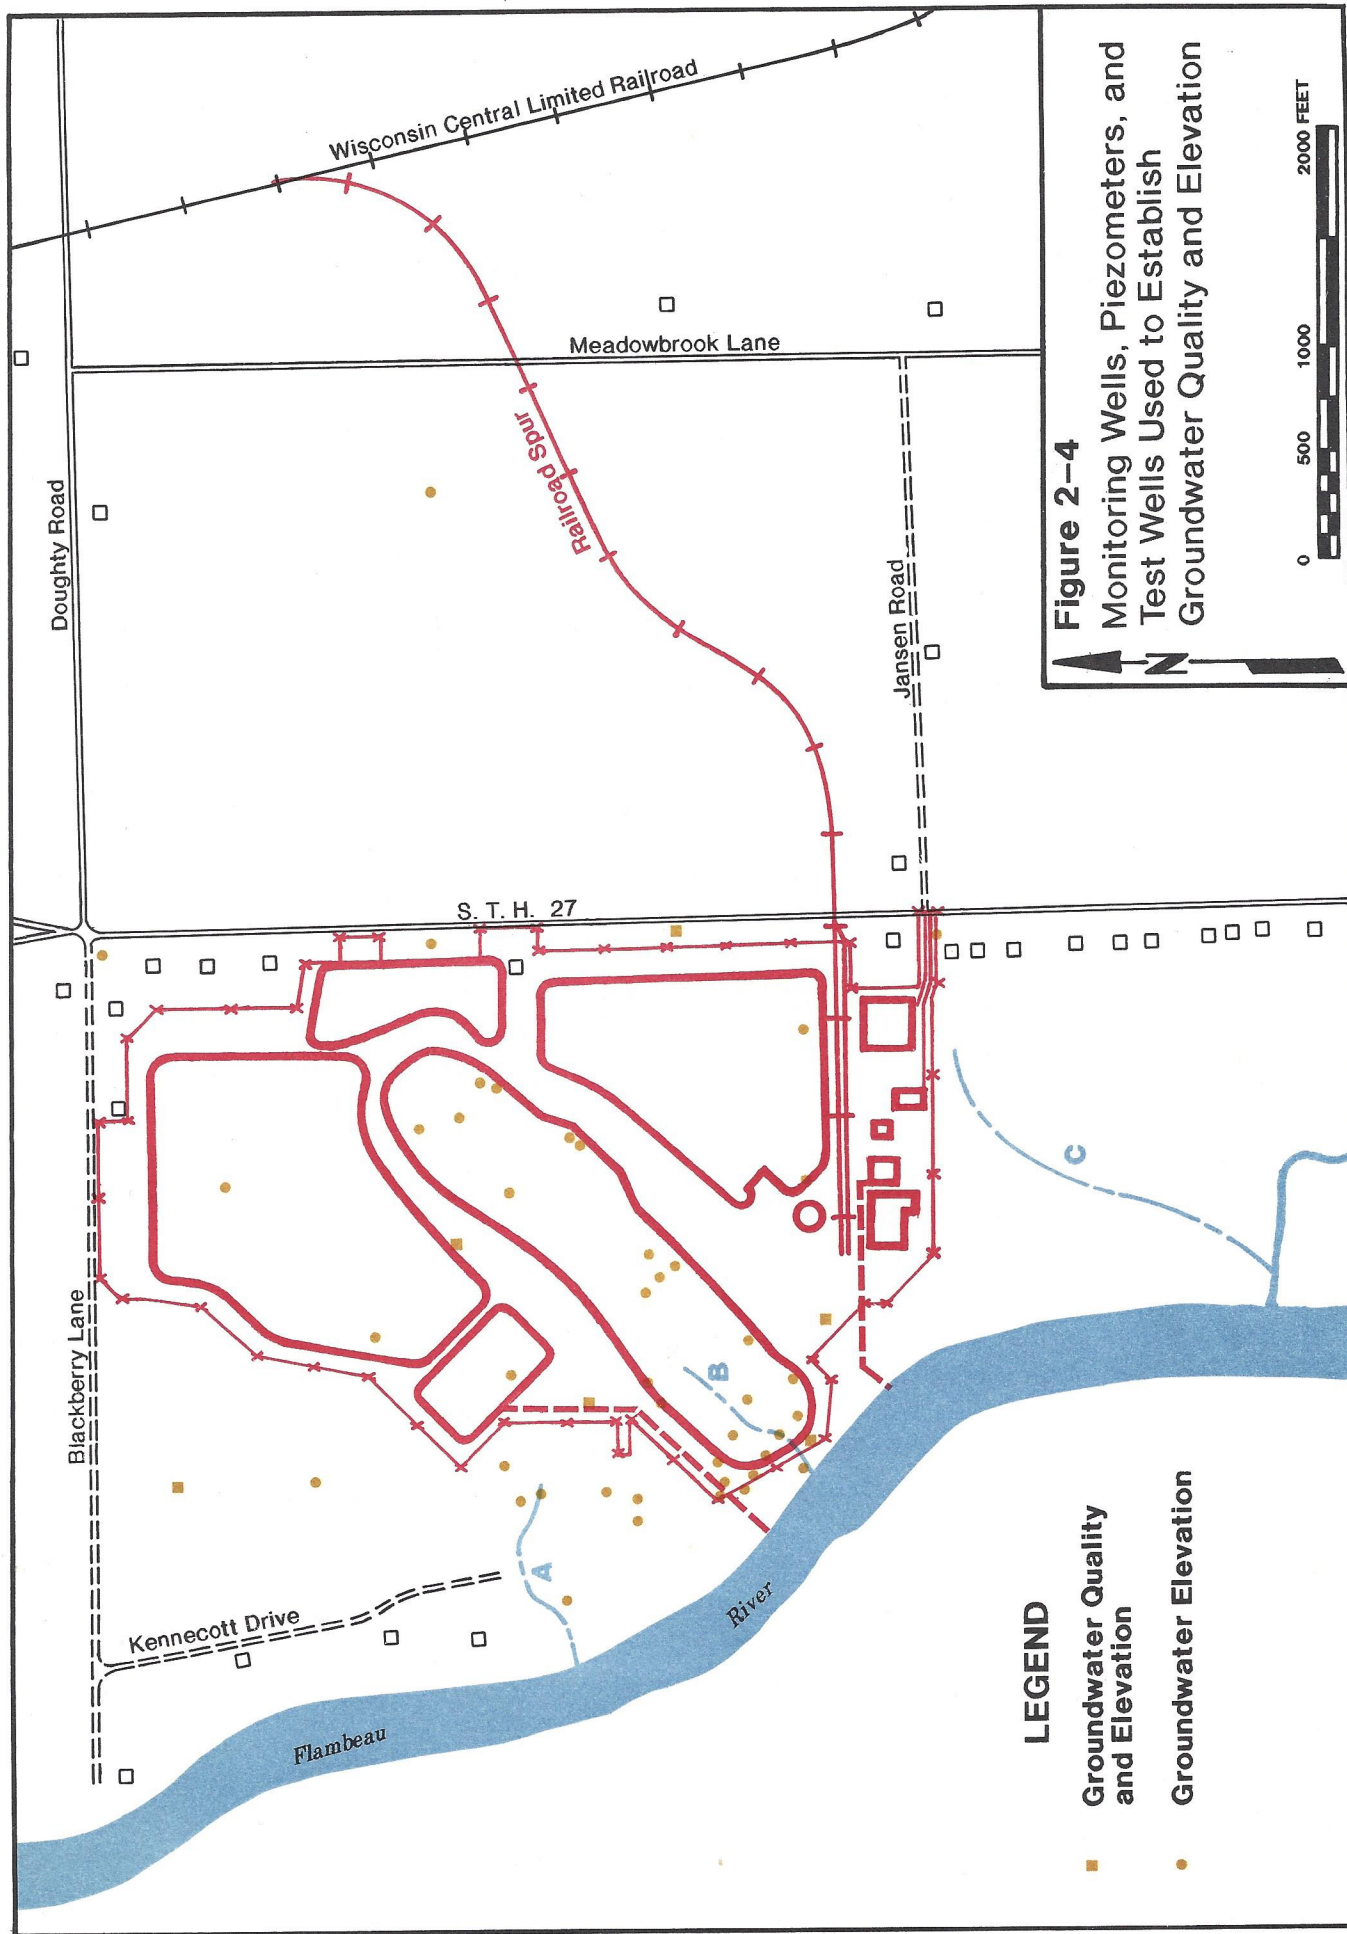 Wisconsin Central Limited Railroad
Doughty Road
Meadowbrook Lane
Railroad Spur
Jansen Road
S. T. H. 27
Blackberry Lane
Kennecott Drive
A
B
C
Flambeau
River
LEGEND
Groundwater Quality
and Elevation
Groundwater Elevation
Figure 2-4
Monitoring Wells, Piezometers, and
Test Wells Used to Establish
Groundwater Quality and Elevation
N
0 500 1000 2000 FEET